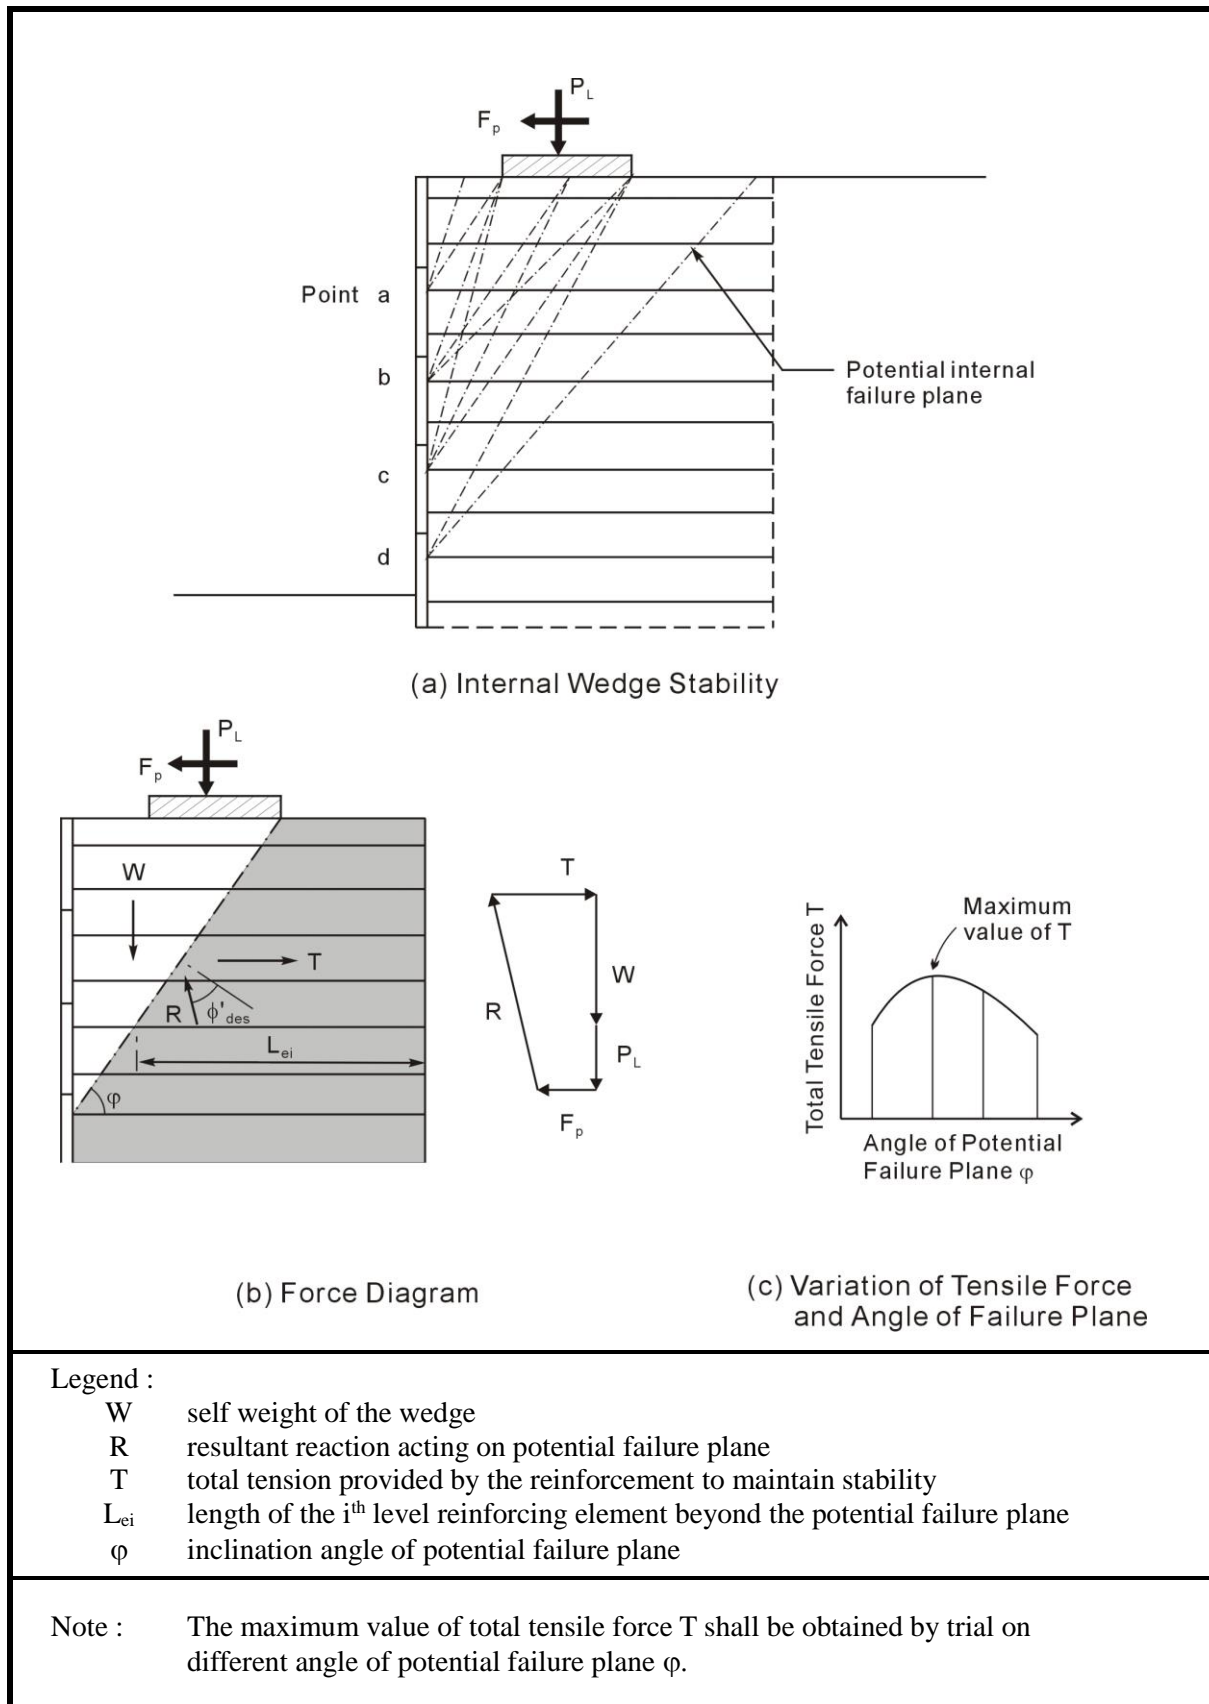 P_L
F_p
Point a
b
c
d
Potential internal
failure plane
(a) Internal Wedge Stability
P_L
F_p
W
T
R
ϕ'_des
L_ei
φ
T
W
R
P_L
F_p
Total Tensile Force T
Maximum
value of T
Angle of Potential
Failure Plane φ
(b) Force Diagram
(c) Variation of Tensile Force
and Angle of Failure Plane
Legend :
W self weight of the wedge
R resultant reaction acting on potential failure plane
T total tension provided by the reinforcement to maintain stability
L_ei length of the i^th level reinforcing element beyond the potential failure plane
φ inclination angle of potential failure plane
Note : The maximum value of total tensile force T shall be obtained by trial on
different angle of potential failure plane φ.